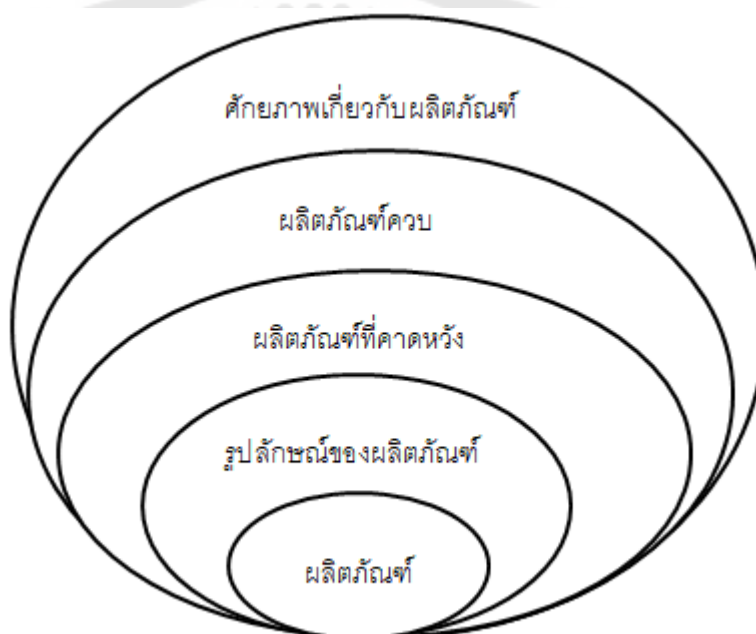 ศักยภาพเกี่ยวกับผลิตภัณฑ์
ผลิตภัณฑ์ควบ
ผลิตภัณฑ์ที่คาดหวัง
รูปลักษณ์ของผลิตภัณฑ์
ผลิตภัณฑ์